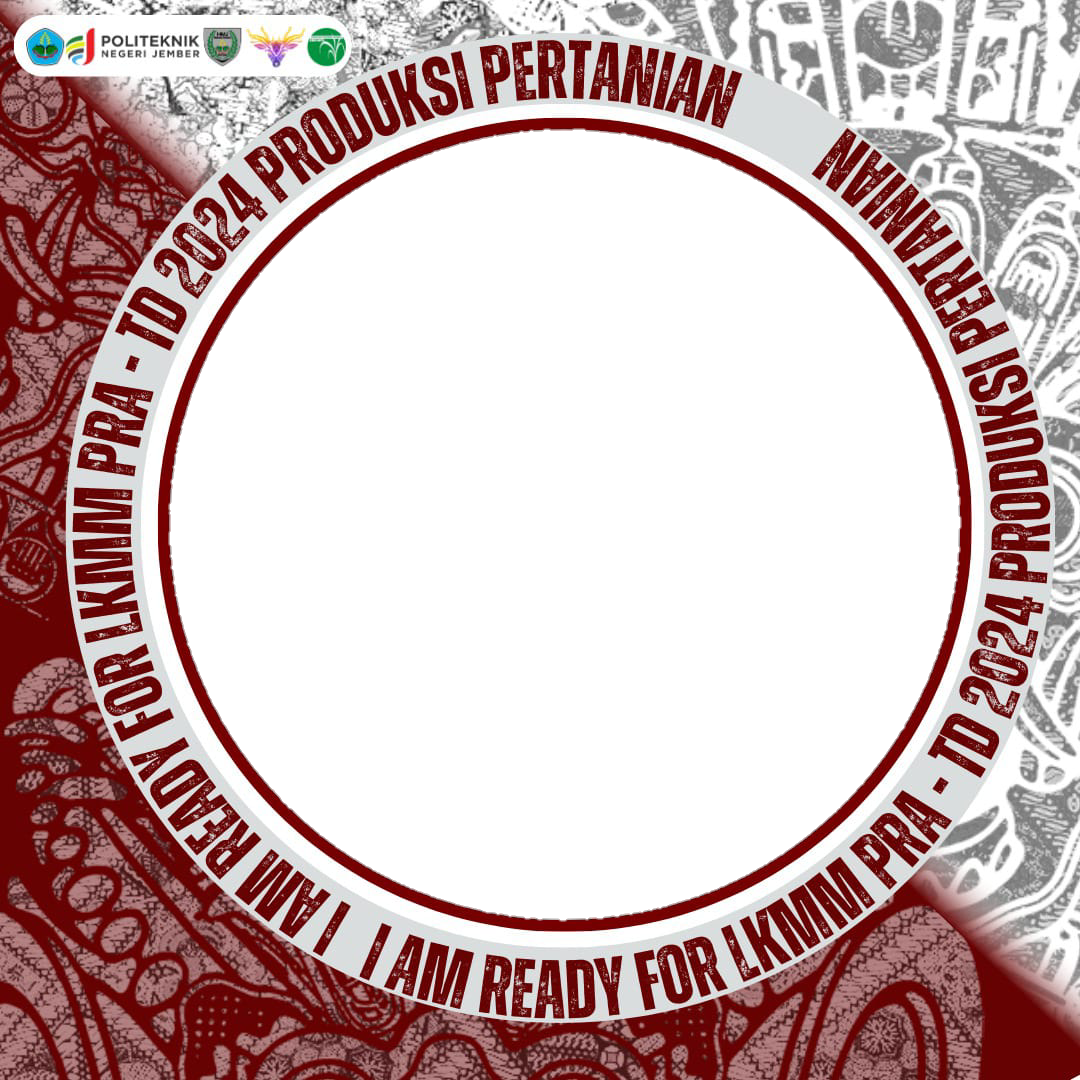 POLITEKNIK
NEGERI JEMBER
I AM READY FOR LKMM PRA - TD 2024 PRODUKSI PERTANIAN
I AM READY FOR LKMM PRA - TD 2024 PRODUKSI PERTANIAN